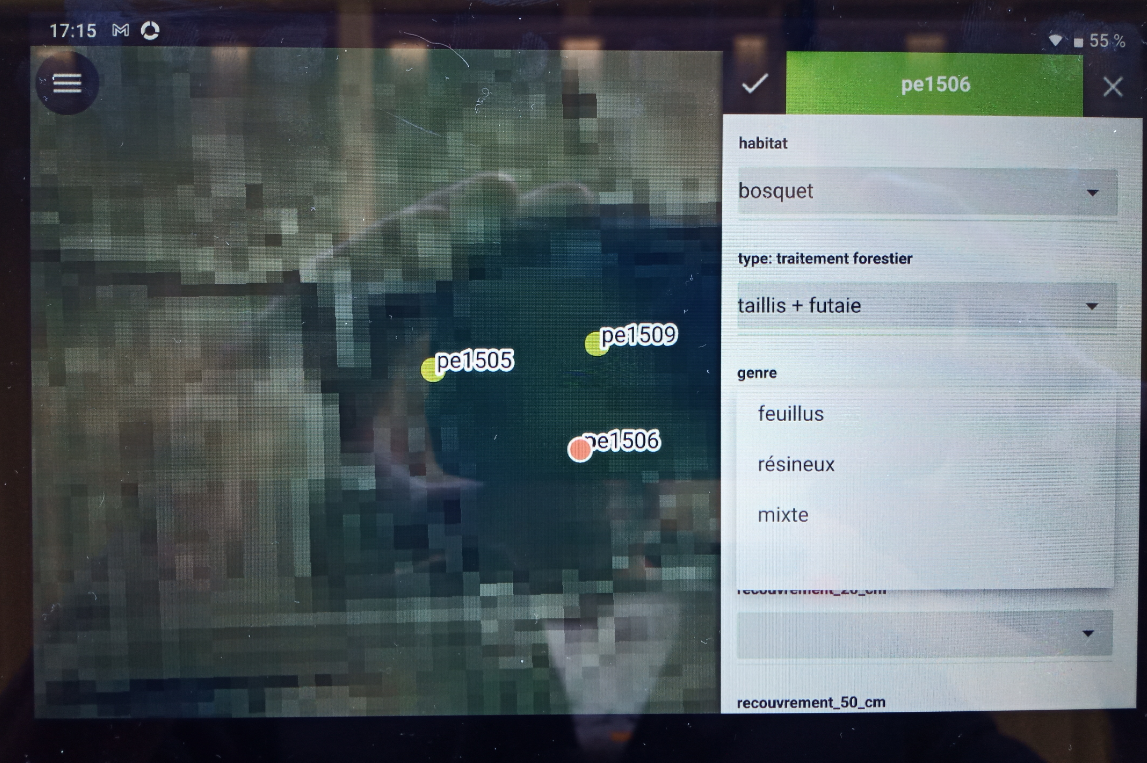 17:15
55 %
pe1506
habitat
bosquet
type: traitement forestier
taillis + futaie
genre
feuillus
résineux
mixte
recouvrement_20_cm
recouvrement_50_cm
pe1509
pe1505
pe1506